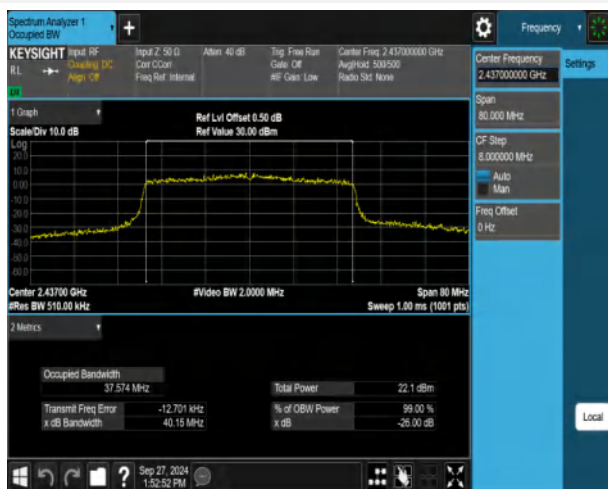 Spectrum Analyzer 1
Occupied BW
Frequency
KEYSIGHT
Input: RF
Coupling: DC
Align: Off
Input Z: 50 Ω
Corr CCorr
Freq Ref: Internal
Atten: 40 dB
Trig: Free Run
Gate: Off
#IF Gain: Low
Center Freq: 2.437000000 GHz
Avg|Hold: 500/500
Radio Std: None
RL
Center Frequency
2.437000000 GHz
Settings
Span
80.000 MHz
CF Step
8.000000 MHz
Auto
Man
Freq Offset
0 Hz
1 Graph
Scale/Div 10.0 dB
Ref Lvl Offset 0.50 dB
Ref Value 30.00 dBm
Log
20.0
10.0
0.00
-10.0
-20.0
-30.0
-40.0
-50.0
-60.0
Center 2.43700 GHz
#Video BW 2.0000 MHz
Span 80 MHz
#Res BW 510.00 kHz
Sweep 1.00 ms (1001 pts)
2 Metrics
Occupied Bandwidth
37.574 MHz
Total Power
22.1 dBm
Transmit Freq Error
-12.701 kHz
% of OBW Power
99.00 %
x dB Bandwidth
40.15 MHz
x dB
-26.00 dB
Local
Sep 27, 2024
1:52:52 PM